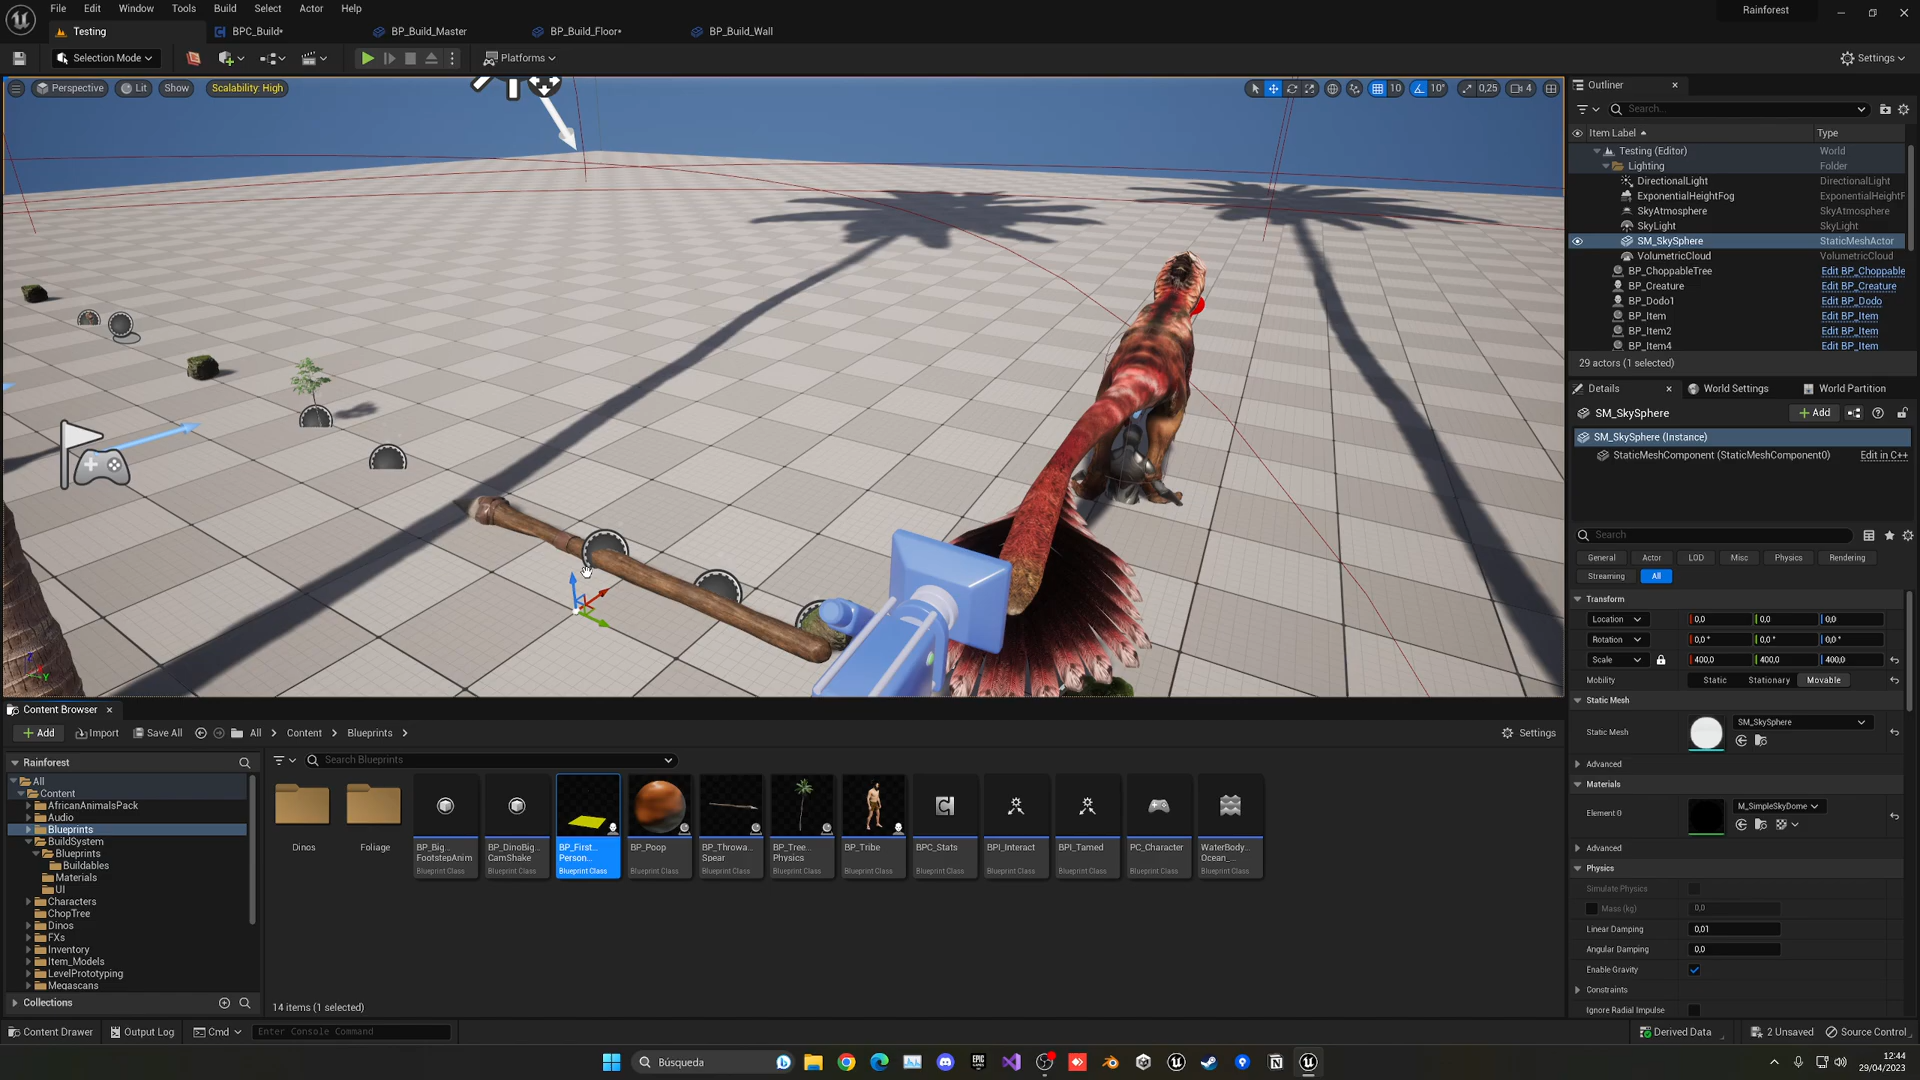 File Edit Window Tools Build Select Actor Help
Rainforest
Testing BPC_Build* BP_Build_Master BP_Build_Floor* BP_Build_Wall
Selection Mode Platforms Settings
Perspective Lit Show Scalability: High 10 10° 0,25 4
Outliner
Search...
Item Label Type
Testing (Editor) World
Lighting Folder
DirectionalLight DirectionalLight
ExponentialHeightFog ExponentialHeightF
SkyAtmosphere SkyAtmosphere
SkyLight SkyLight
SM_SkySphere StaticMeshActor
VolumetricCloud VolumetricCloud
BP_ChoppableTree Edit BP_Choppable
BP_Creature Edit BP_Creature
BP_Dodo1 Edit BP_Dodo
BP_Item Edit BP_Item
BP_Item2 Edit BP_Item
BP_Item4 Edit BP_Item
29 actors (1 selected)
Details World Settings World Partition
SM_SkySphere Add
SM_SkySphere (Instance)
StaticMeshComponent (StaticMeshComponent0) Edit in C++
Search
General Actor LOD Misc Physics Rendering
Streaming All
Transform
Location 0,0 0,0 0,0
Rotation 0,0 ° 0,0 ° 0,0 °
Scale 400,0 400,0 400,0
Mobility Static Stationary Movable
Static Mesh
Static Mesh SM_SkySphere
Advanced
Materials
Element 0 M_SimpleSkyDome
Advanced
Physics
Simulate Physics
Mass (kg) 0,0
Linear Damping 0,01
Angular Damping 0,0
Enable Gravity
Constraints
Ignore Radial Impulse
Content Browser
Add Import Save All All Content Blueprints Settings
Rainforest
Search Blueprints
All
Content
AfricanAnimalsPack
Audio
Blueprints
BuildSystem
Blueprints
Buildables
Materials
UI
Characters
ChopTree
Dinos
FXs
Inventory
Item_Models
LevelPrototyping
Megascans
Collections
Dinos
Foliage
BP_Big...
FootstepAnim
Blueprint Class
BP_DinoBig...
CamShake
Blueprint Class
BP_First...
Person...
Blueprint Class
BP_Poop
Blueprint Class
BP_Throwa...
Spear
Blueprint Class
BP_Tree...
Physics
Blueprint Class
BP_Tribe
Blueprint Class
BPC_Stats
Blueprint Class
BPI_Interact
Blueprint Class
BPI_Tamed
Blueprint Class
PC_Character
Blueprint Class
WaterBody...
Ocean_...
Blueprint Class
14 items (1 selected)
Content Drawer Output Log Cmd Enter Console Command Derived Data 2 Unsaved Source Control
Búsqueda
12:44
29/04/2023